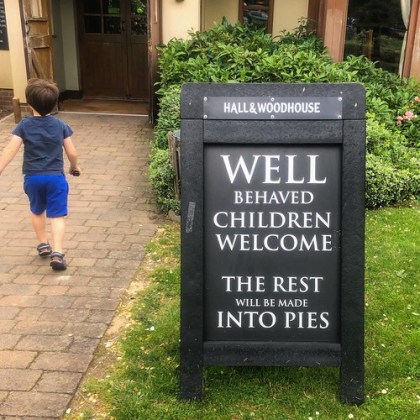 HALL & WOODHOUSE
WELL
BEHAVED
CHILDREN
WELCOME
THE REST
WILL BE MADE
INTO PIES